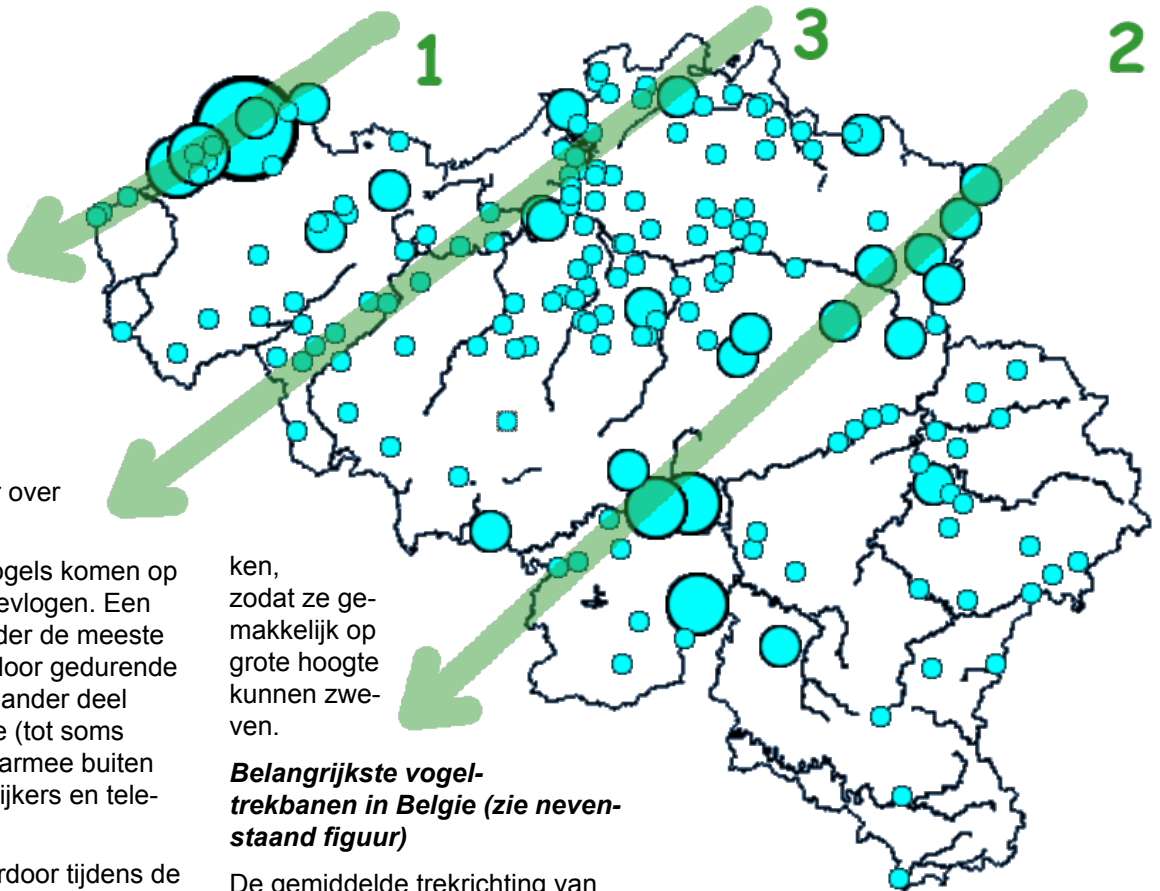 1
3
2
over
ogels komen op
evlogen. Een
der de meeste
loor gedurende
ander deel
e (tot soms
armee buiten
ijkers en tele-
rdoor tijdens de
ken,
zodat ze ge-
makkelijk op
grote hoogte
kunnen zwe-
ven.
Belangrijkste vogel-
trekbanen in Belgie (zie neven-
staand figuur)
De gemiddelde trekrichting van